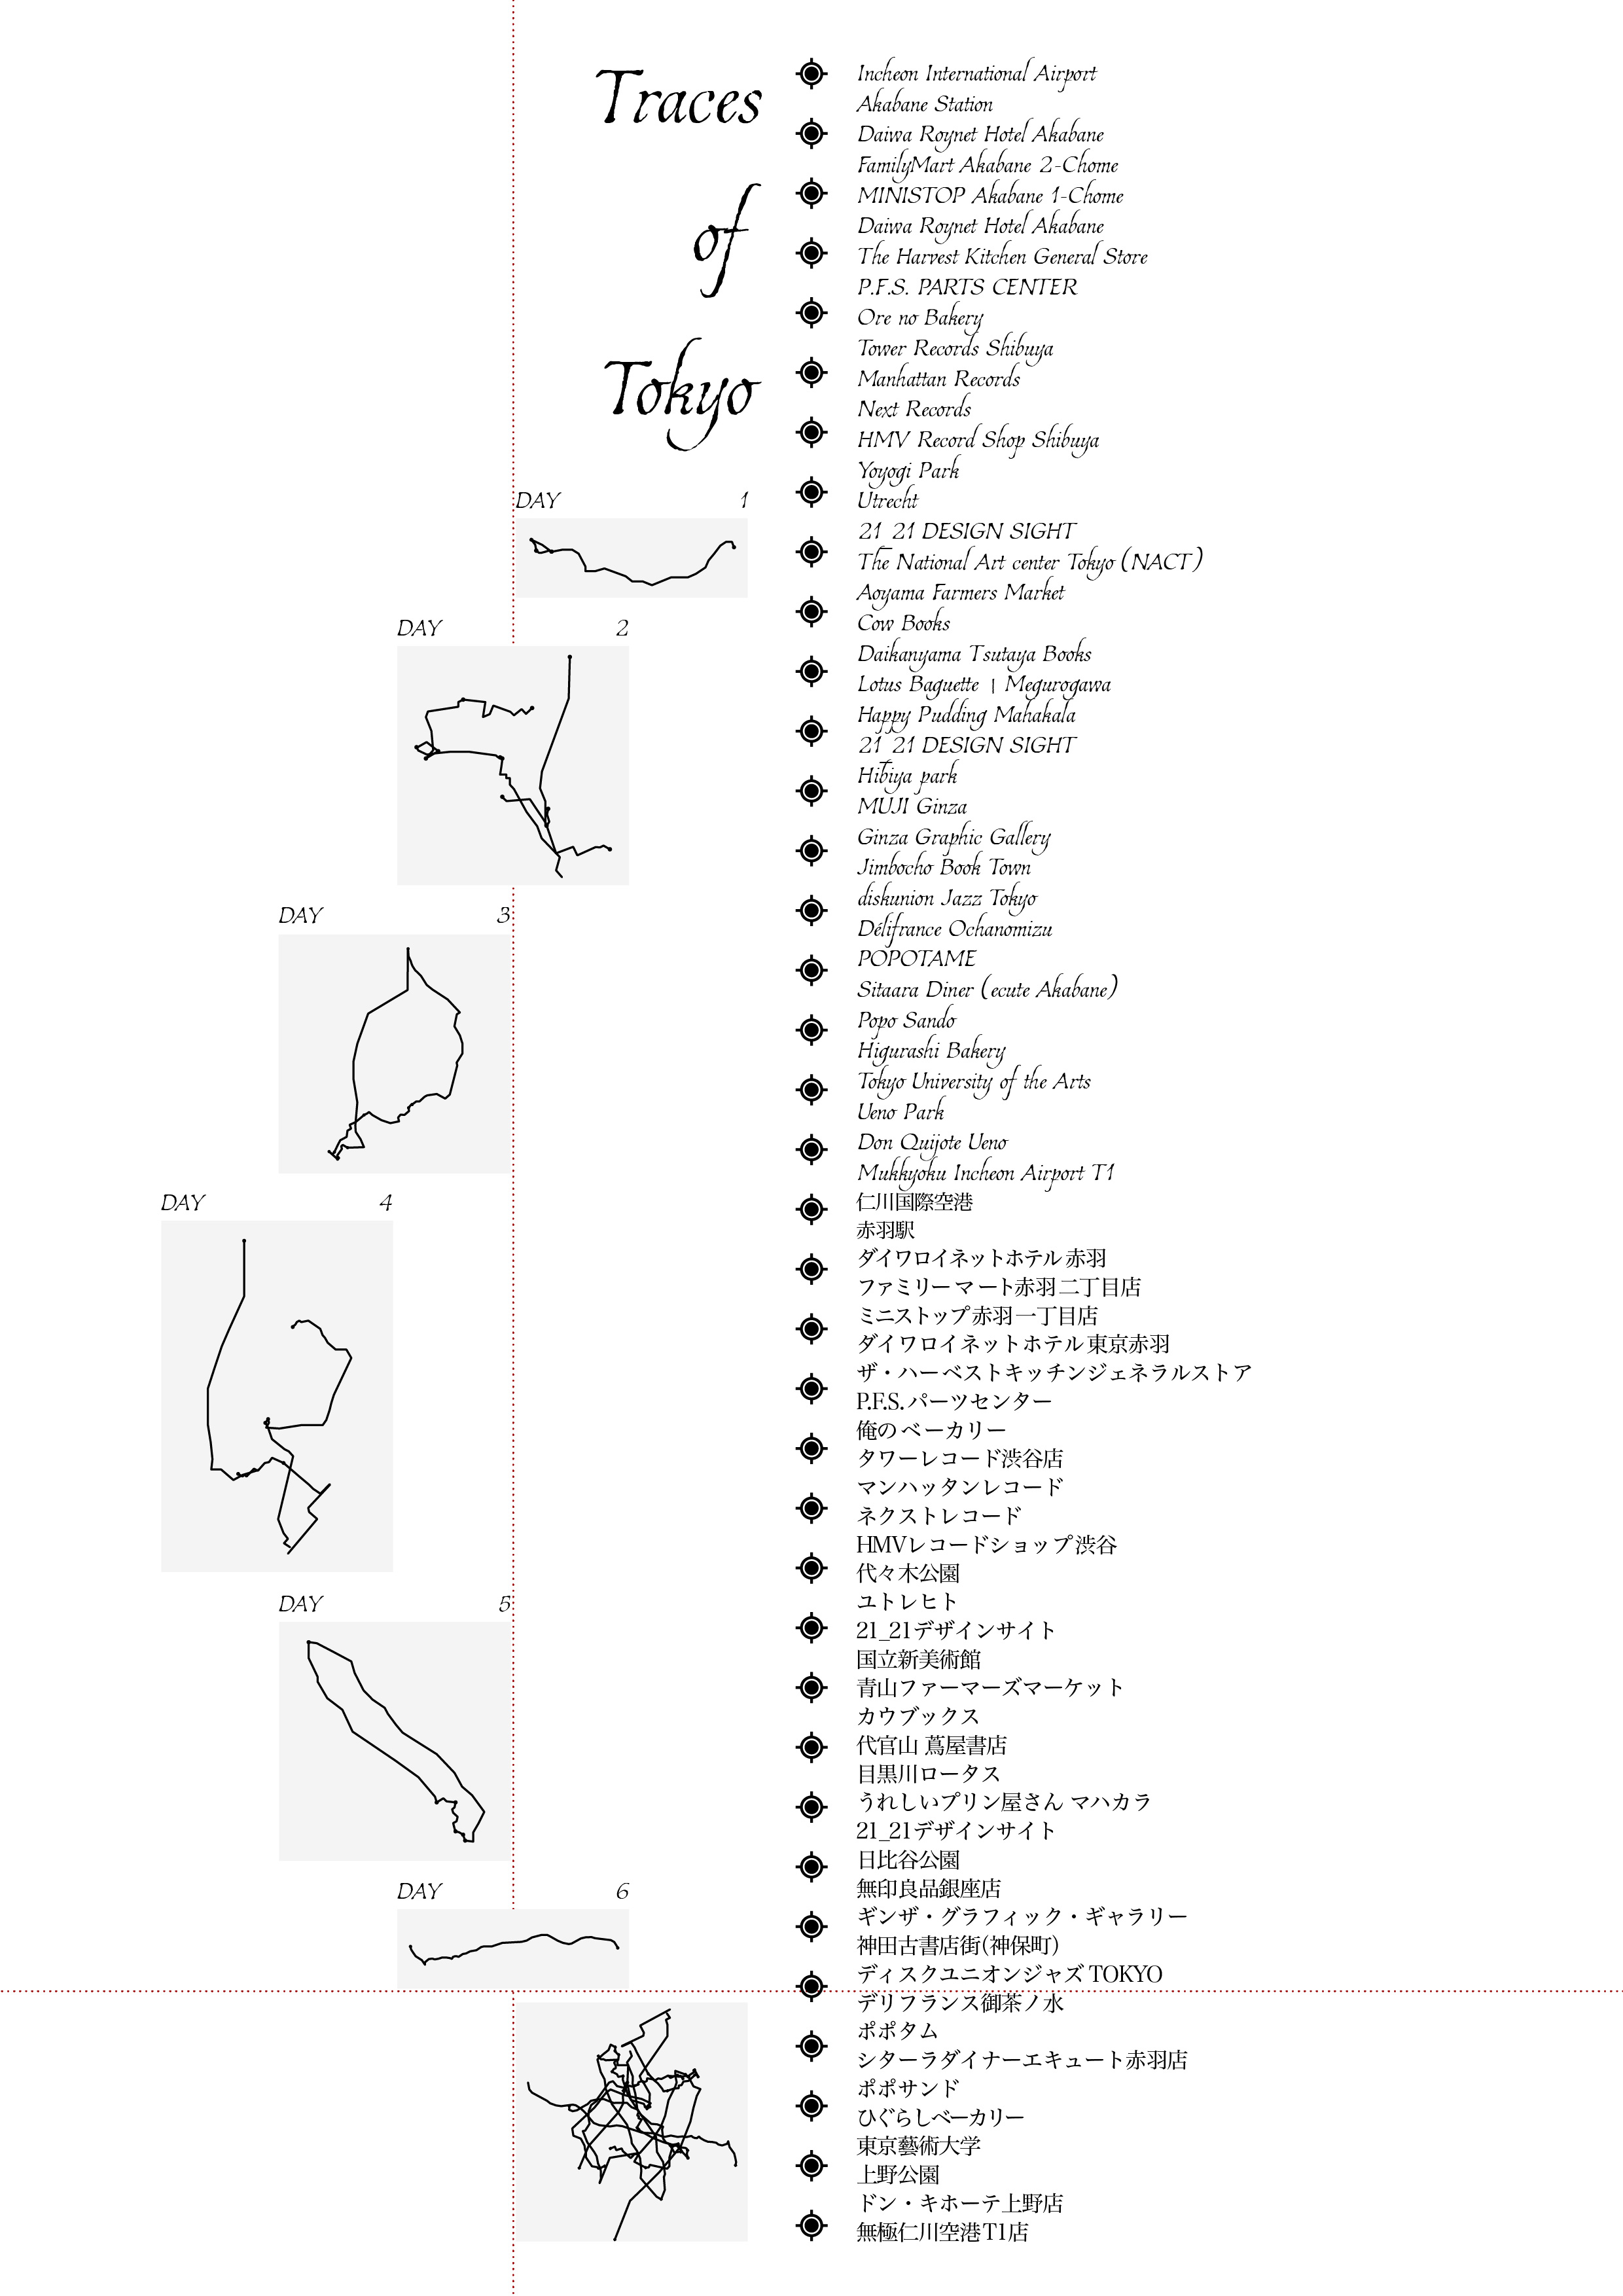 Traces
of
Tokyo
DAY 1
DAY 2
DAY 3
DAY 4
DAY 5
DAY 6
Incheon International Airport
Akabane Station
Daiwa Roynet Hotel Akabane
FamilyMart Akabane 2-Chome
MINISTOP Akabane 1-Chome
Daiwa Roynet Hotel Akabane
The Harvest Kitchen General Store
P.F.S. PARTS CENTER
Ore no Bakery
Tower Records Shibuya
Manhattan Records
Next Records
HMV Record Shop Shibuya
Yoyogi Park
Utrecht
21_21 DESIGN SIGHT
The National Art center Tokyo (NACT)
Aoyama Farmers Market
Cow Books
Daikanyama Tsutaya Books
Lotus Baguette | Megurogawa
Happy Pudding Mahakala
21_21 DESIGN SIGHT
Hibiya park
MUJI Ginza
Ginza Graphic Gallery
Jimbocho Book Town
diskunion Jazz Tokyo
Délifrance Ochanomizu
POPOTAME
Sitaara Diner (ecute Akabane)
Popo Sando
Higurashi Bakery
Tokyo University of the Arts
Ueno Park
Don Quijote Ueno
Mukkyoku Incheon Airport T1
仁川国際空港
赤羽駅
ダイワロイネットホテル赤羽
ファミリーマート赤羽二丁目店
ミニストップ赤羽一丁目店
ダイワロイネットホテル東京赤羽
ザ・ハーベストキッチンジェネラルストア
P.F.S.パーツセンター
俺のベーカリー
タワーレコード渋谷店
マンハッタンレコード
ネクストレコード
HMVレコードショップ渋谷
代々木公園
ユトレヒト
21_21デザインサイト
国立新美術館
青山ファーマーズマーケット
カウブックス
代官山 蔦屋書店
目黒川ロータス
うれしいプリン屋さん マハカラ
21_21デザインサイト
日比谷公園
無印良品銀座店
ギンザ・グラフィック・ギャラリー
神田古書店街(神保町)
ディスクユニオンジャズ TOKYO
デリフランス御茶ノ水
ポポタム
シターラダイナーエキュート赤羽店
ポポサンド
ひぐらしベーカリー
東京藝術大学
上野公園
ドン・キホーテ上野店
無極仁川空港T1店